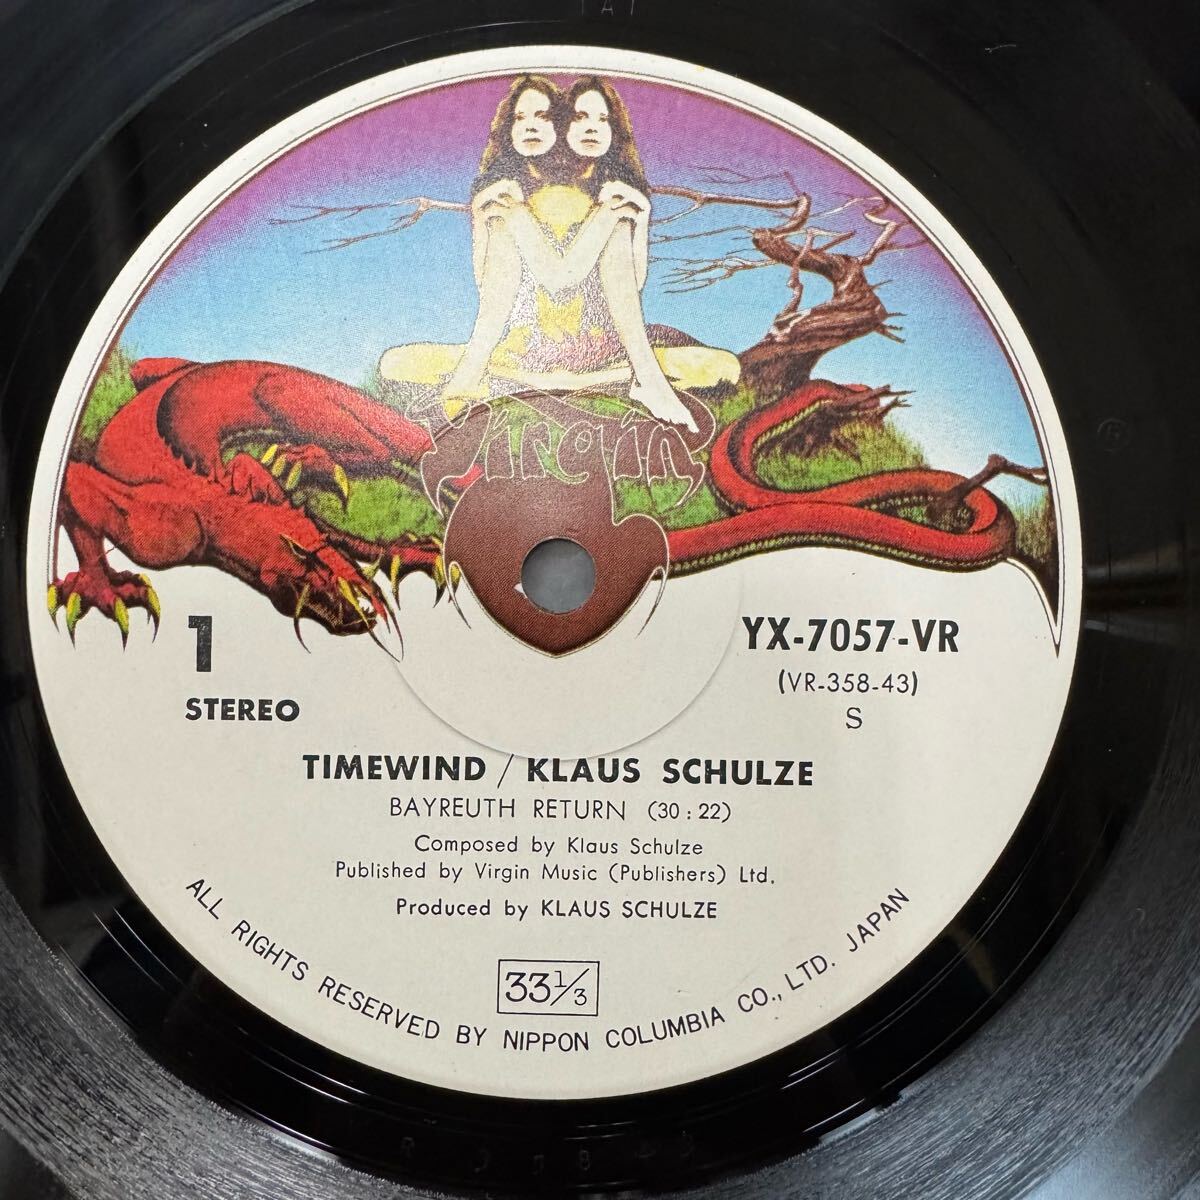 Virgin
1
STEREO
YX-7057-VR
(VR-358-43)
S
TIMEWIND / KLAUS SCHULZE
BAYREUTH RETURN (30 : 22)
Composed by Klaus Schulze
Published by Virgin Music (Publishers) Ltd.
Produced by KLAUS SCHULZE
33 1/3
ALL RIGHTS RESERVED BY NIPPON COLUMBIA CO., LTD. JAPAN